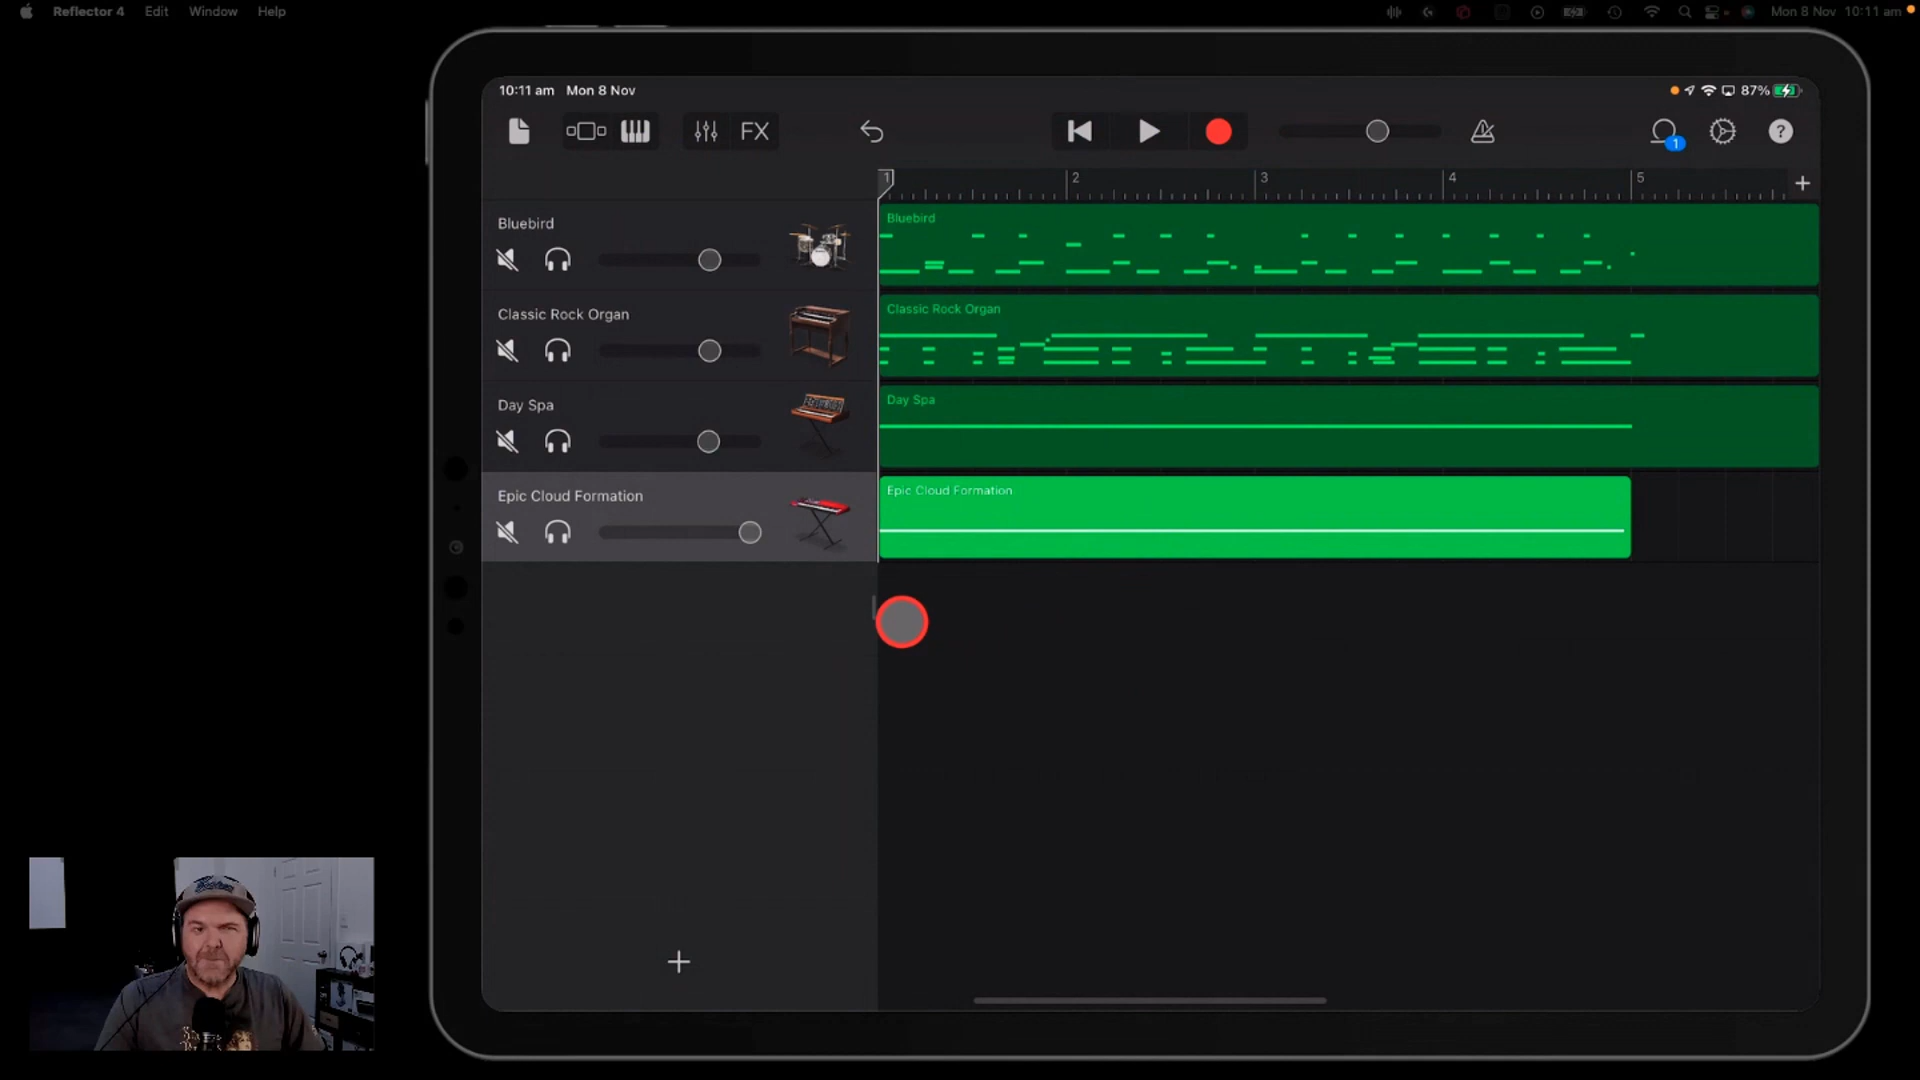 Reflector 4 Edit Window Help
Mon 8 Nov 10:11 am
10:11 am Mon 8 Nov
87%
FX
1
?
1 2 3 4 5
Bluebird
Bluebird
Classic Rock Organ
Classic Rock Organ
Day Spa
Day Spa
Epic Cloud Formation
Epic Cloud Formation